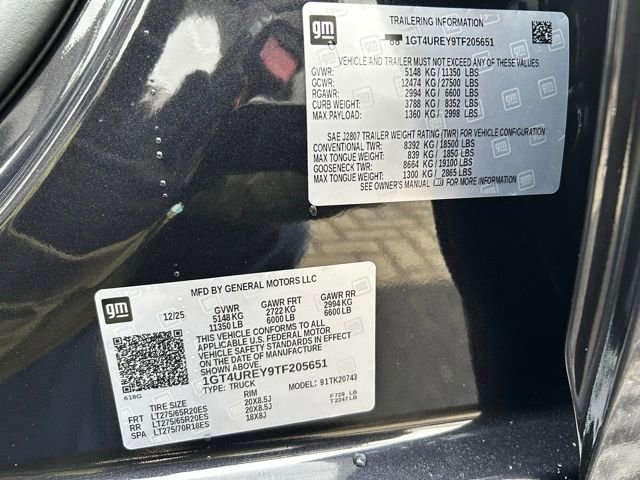 gm
TRAILERING INFORMATION
1GT4UREY9TF205651
VEHICLE AND TRAILER MUST NOT EXCEED ANY OF THESE WEIGHTS
GVWR: 5148 KG / 11350 LBS
GCWR: 12474 KG / 27500 LBS
RGAWR: 2994 KG / 6600 LBS
CURB WEIGHT: 3788 KG / 8352 LBS
MAX PAYLOAD: 1360 KG / 2998 LBS
SAE J2807 TRAILER WEIGHT RATING (TWR) FOR VEHICLE CONFIGURATION
CONVENTIONAL TWR: 8392 KG / 18500 LBS
MAX TONGUE WEIGHT: 839 KG / 1850 LBS
GOOSENECK TWR: 8664 KG / 19100 LBS
MAX TONGUE WEIGHT: 1300 KG / 2865 LBS
SEE OWNER'S MANUAL FOR MORE INFORMATION
gm
MFD BY GENERAL MOTORS LLC
12/25 GVWR GAWR FRT GAWR RR
5148 KG 2722 KG 2994 KG
11350 LB 6000 LB 6600 LB
THIS VEHICLE CONFORMS TO ALL
APPLICABLE U.S. FEDERAL MOTOR
VEHICLE SAFETY STANDARDS IN EFFECT
ON THE DATE OF MANUFACTURE
SHOWN ABOVE.
1GT4UREY9TF205651
618G TYPE: TRUCK MODEL: 91TK20743
TIRE SIZE RIM
FRT LT275/65R20ES 20X8.5J F729 LB
RR LT275/65R20ES 20X8.5J T2247LB
SPA LT275/70R18ES 18X8J